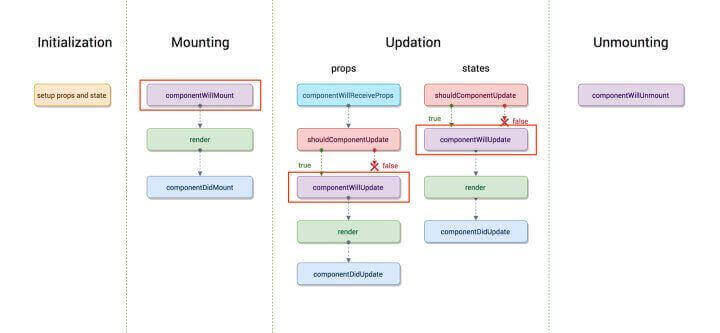 Initialization
Mounting
Updation
Unmounting
props
states
setup props and state
componentWillMount
componentWillReceiveProps
shouldComponentUpdate
componentWillUnmount
true
false
render
shouldComponentUpdate
componentWillUpdate
true
false
componentDidMount
componentWillUpdate
render
render
componentDidUpdate
componentDidUpdate